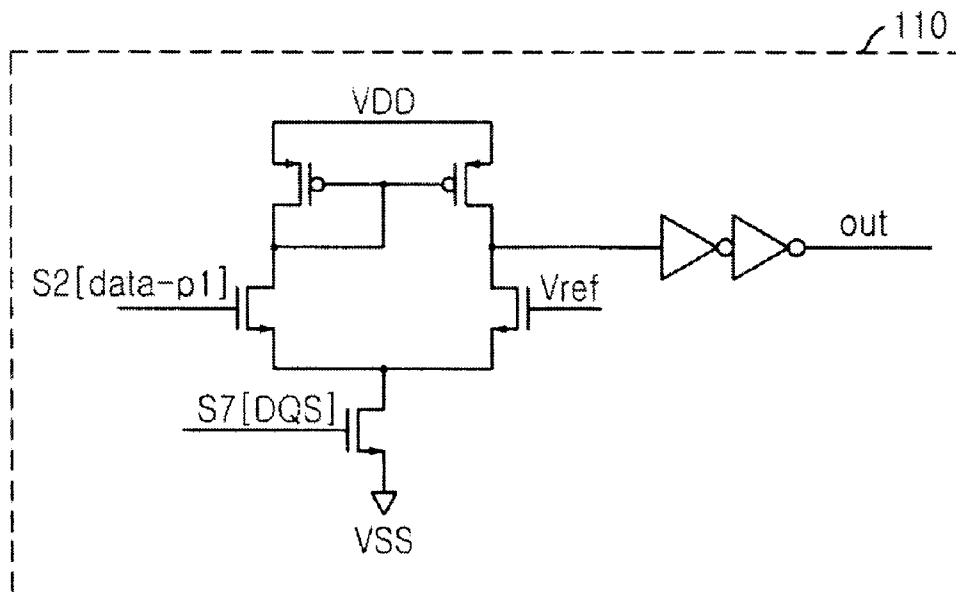 110
VDD
out
S2[data-p1]
Vref
S7[DQS]
VSS